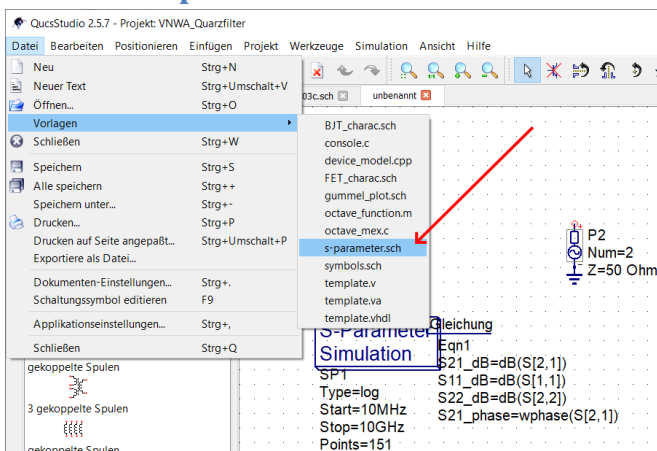 QucsStudio 2.5.7 - Projekt: VNWA_Quarzfilter
Datei Bearbeiten Positionieren Einfügen Projekt Werkzeuge Simulation Ansicht Hilfe
Neu Strg+N
Neuer Text Strg+Umschalt+V
Öffnen... Strg+O
Vorlagen
Schließen Strg+W
Speichern Strg+S
Alle speichern Strg++
Speichern unter... Strg+-
Drucken... Strg+P
Drucken auf Seite angepaßt... Strg+Umschalt+P
Exportiere als Datei...
Dokumenten-Einstellungen... Strg+.
Schaltungssymbol editieren F9
Applikationseinstellungen... Strg+,
Schließen Strg+Q
03c.sch unbenannt
BJT_charac.sch
console.c
device_model.cpp
FET_charac.sch
gummel_plot.sch
octave_function.m
octave_mex.c
s-parameter.sch
symbols.sch
template.v
template.va
template.vhdl
P2
Num=2
Z=50 Ohm
S-Parameter
Simulation
SP1
Type=log
Start=10MHz
Stop=10GHz
Points=151
Gleichung
Eqn1
S21_dB=dB(S[2,1])
S11_dB=dB(S[1,1])
S22_dB=dB(S[2,2])
S21_phase=wphase(S[2,1])
gekoppelte Spulen
3 gekoppelte Spulen
gekoppelte Spulen